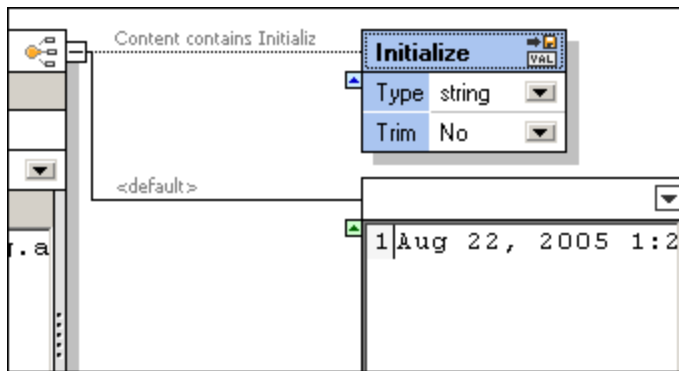 Content contains Initializ
Initialize
VAL
Type string
Trim No
<default>
1 Aug 22, 2005 1:2
g.a